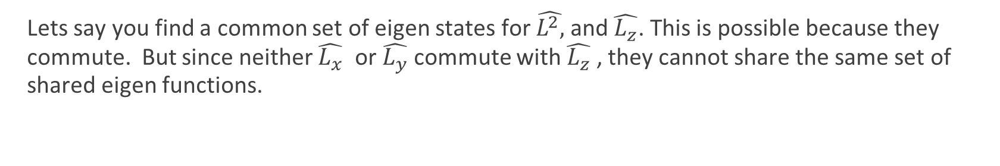 Lets say you find a common set of eigen states for $\widehat{L^2}$, and $\widehat{L_z}$. This is possible because they
commute.  But since neither $\widehat{L_x}$  or $\widehat{L_y}$ commute with $\widehat{L_z}$ , they cannot share the same set of
shared eigen functions.